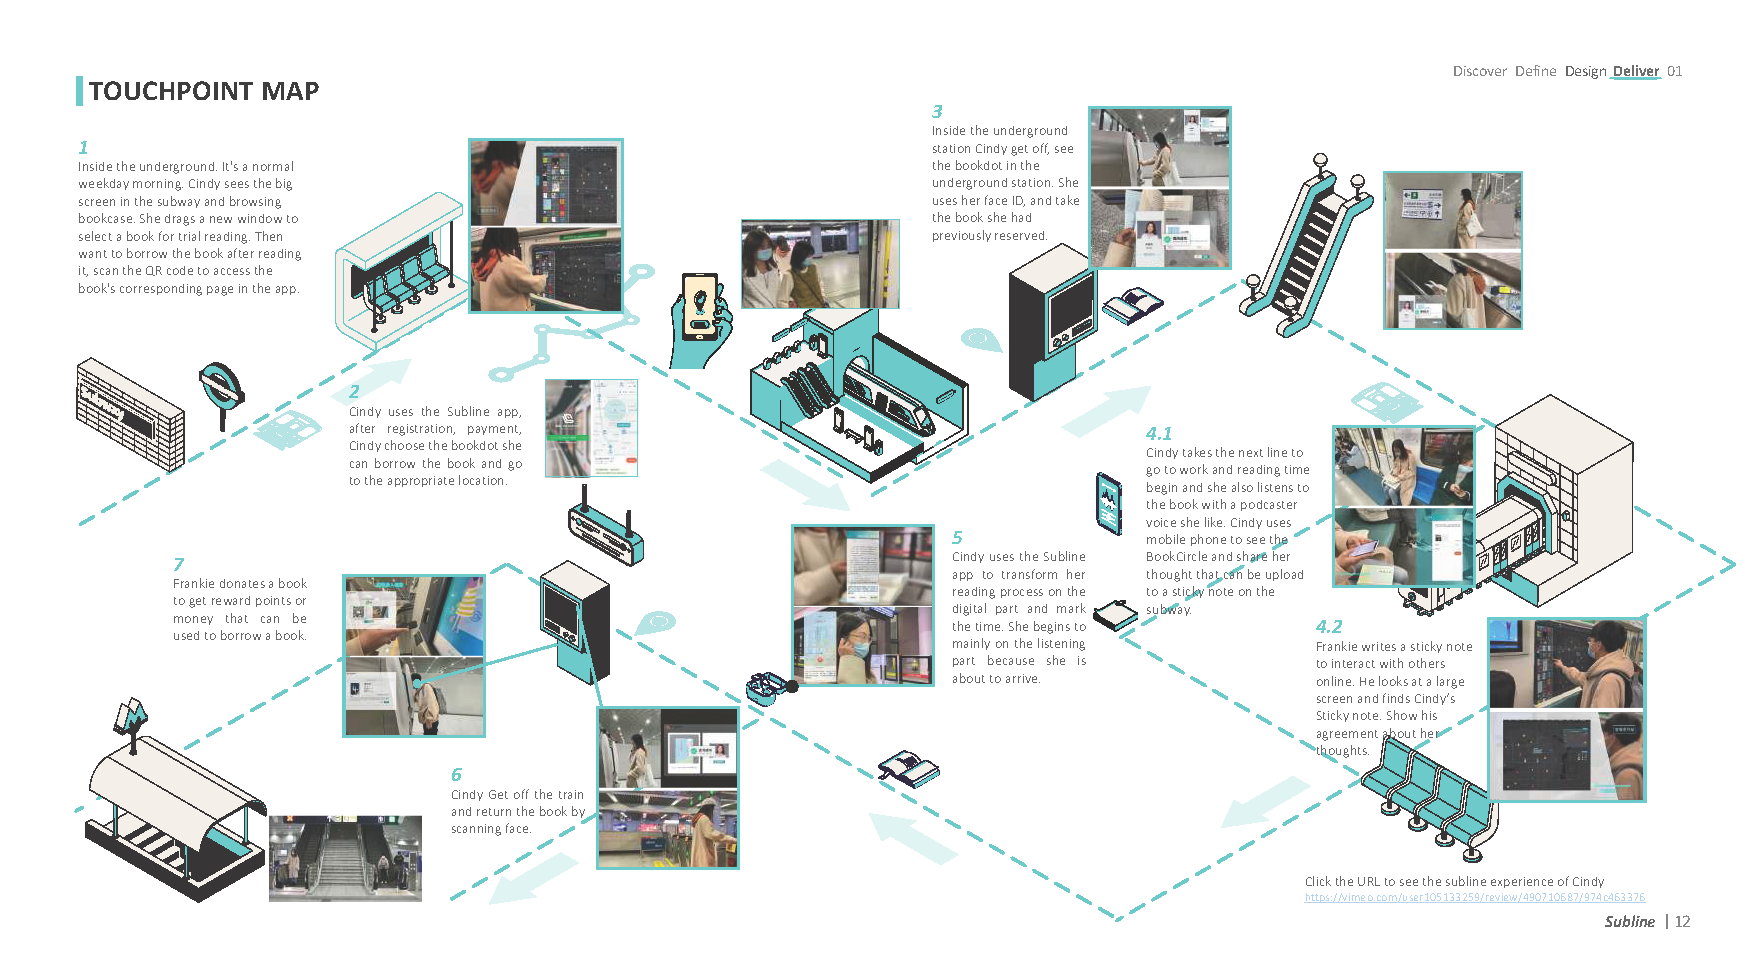 Discover Define Design Deliver 01
TOUCHPOINT MAP
1
Inside the underground. It's a normal
weekday morning. Cindy sees the big
screen in the subway and browsing
bookcase. She drags a new window to
select a book for trial reading. Then
want to borrow the book after reading
it, scan the QR code to access the
book's corresponding page in the app.
2
Cindy uses the Subline app,
after registration, payment,
Cindy choose the bookdot she
can borrow the book and go
to the appropriate location.
3
Inside the underground
station Cindy get off, see
the bookdot in the
underground station. She
uses her face ID, and take
the book she had
previously reserved.
4.1
Cindy takes the next line to
go to work and reading time
begin and she also listens to
the book with a podcaster
voice she like. Cindy uses
mobile phone to see the
BookCircle and share her
thought that can be upload
to a sticky note on the
subway.
4.2
Frankie writes a sticky note
to interact with others
online. He looks at a large
screen and finds Cindy's
Sticky note. Show his
agreement about her
thoughts.
5
Cindy uses the Subline
app to transform her
reading process on the
digital part and mark
the time. She begins to
mainly on the listening
part because she is
about to arrive.
6
Cindy Get off the train
and return the book by
scanning face.
7
Frankie donates a book
to get reward points or
money that can be
used to borrow a book.
Click the URL to see the subline experience of Cindy
https://vimeo.com/user105133259/review/490710687/974c463376
Subline | 12